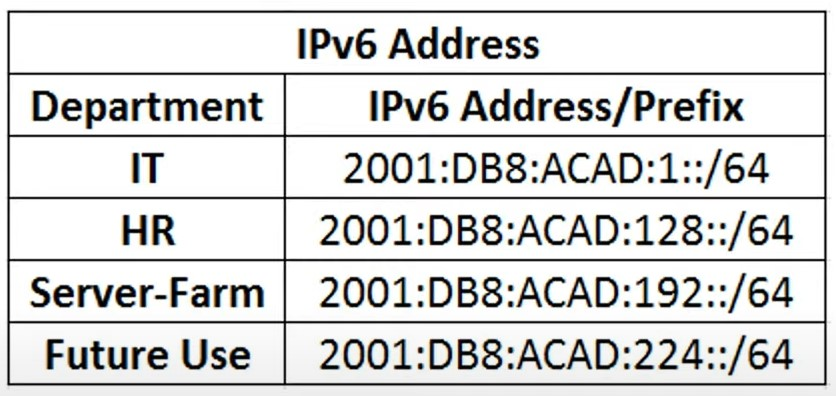 IPv6 Address
Department IPv6 Address/Prefix
IT 2001:DB8:ACAD:1::/64
HR 2001:DB8:ACAD:128::/64
Server-Farm 2001:DB8:ACAD:192::/64
Future Use 2001:DB8:ACAD:224::/64